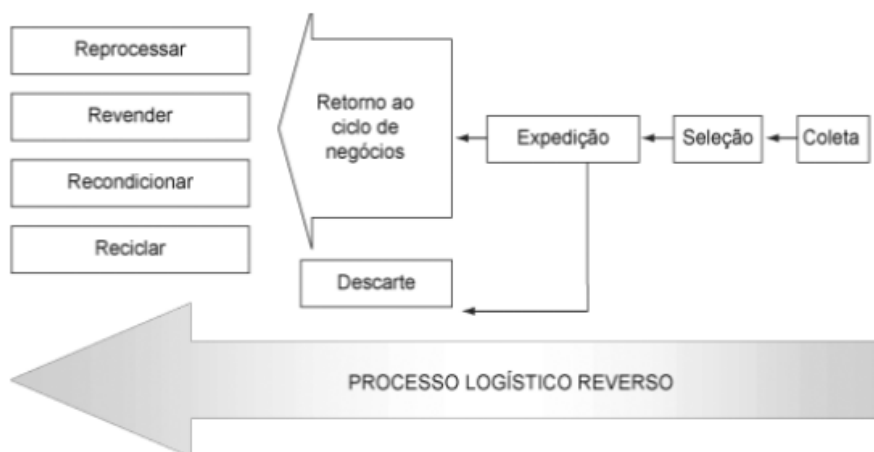 Reprocessar
Revender
Recondicionar
Reciclar
Retorno ao
ciclo de
negócios
Expedição
Seleção
Coleta
Descarte
PROCESSO LOGÍSTICO REVERSO